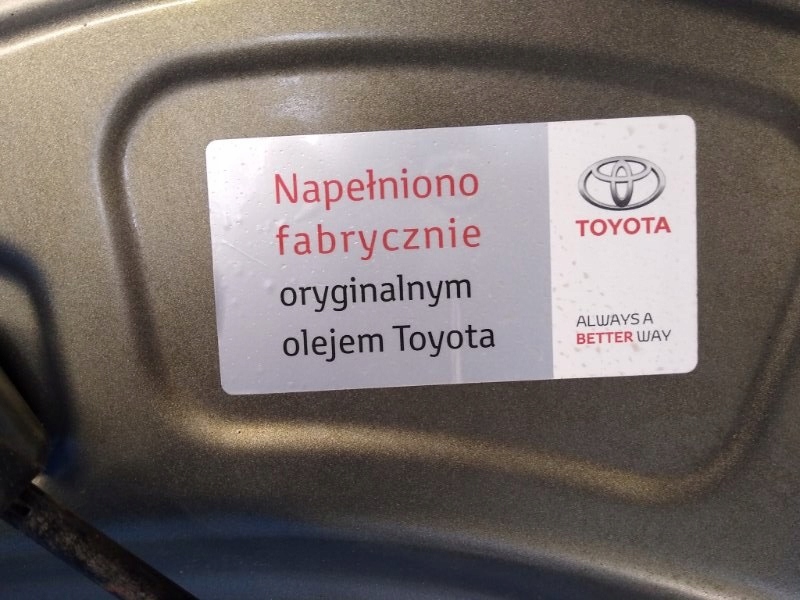 Napełniono
fabrycznie
oryginalnym
olejem Toyota
TOYOTA
ALWAYS A
BETTER WAY